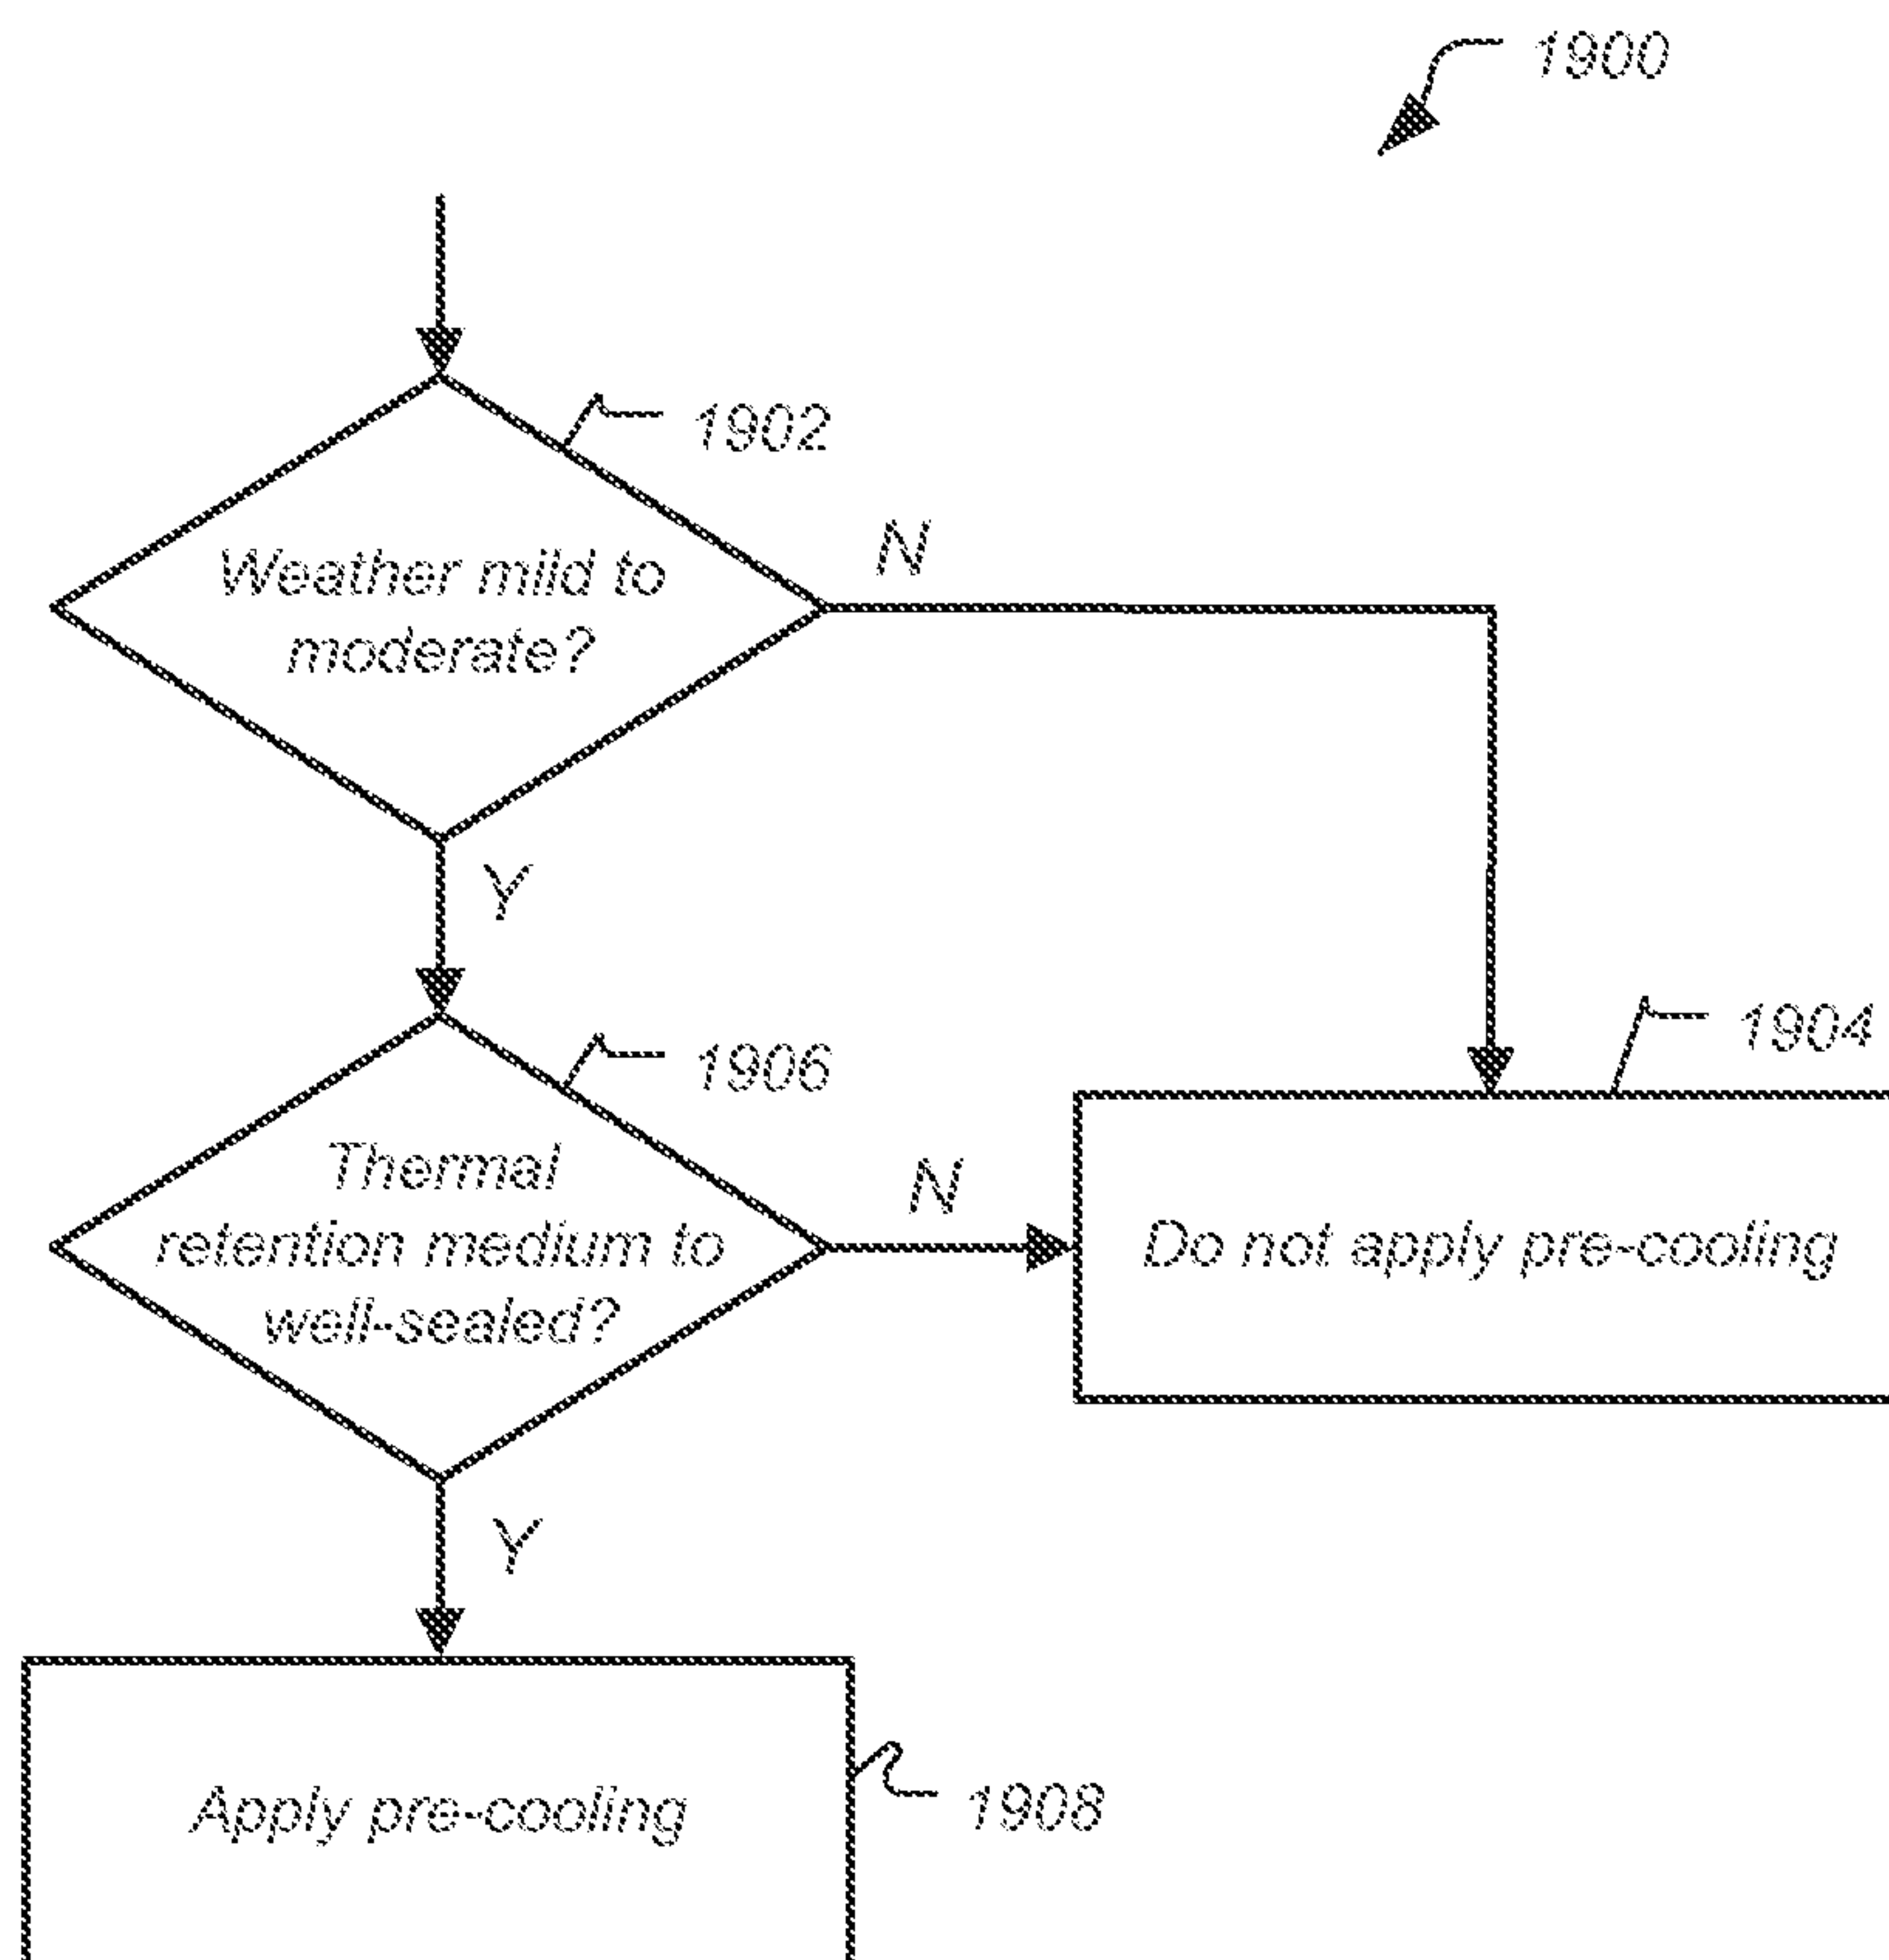 1900
1902
Weather mild to
moderate?
N
Y
1906
1904
Thermal
retention medium to
well-sealed?
N
Do not apply pre-cooling
Y
Apply pre-cooling
1908